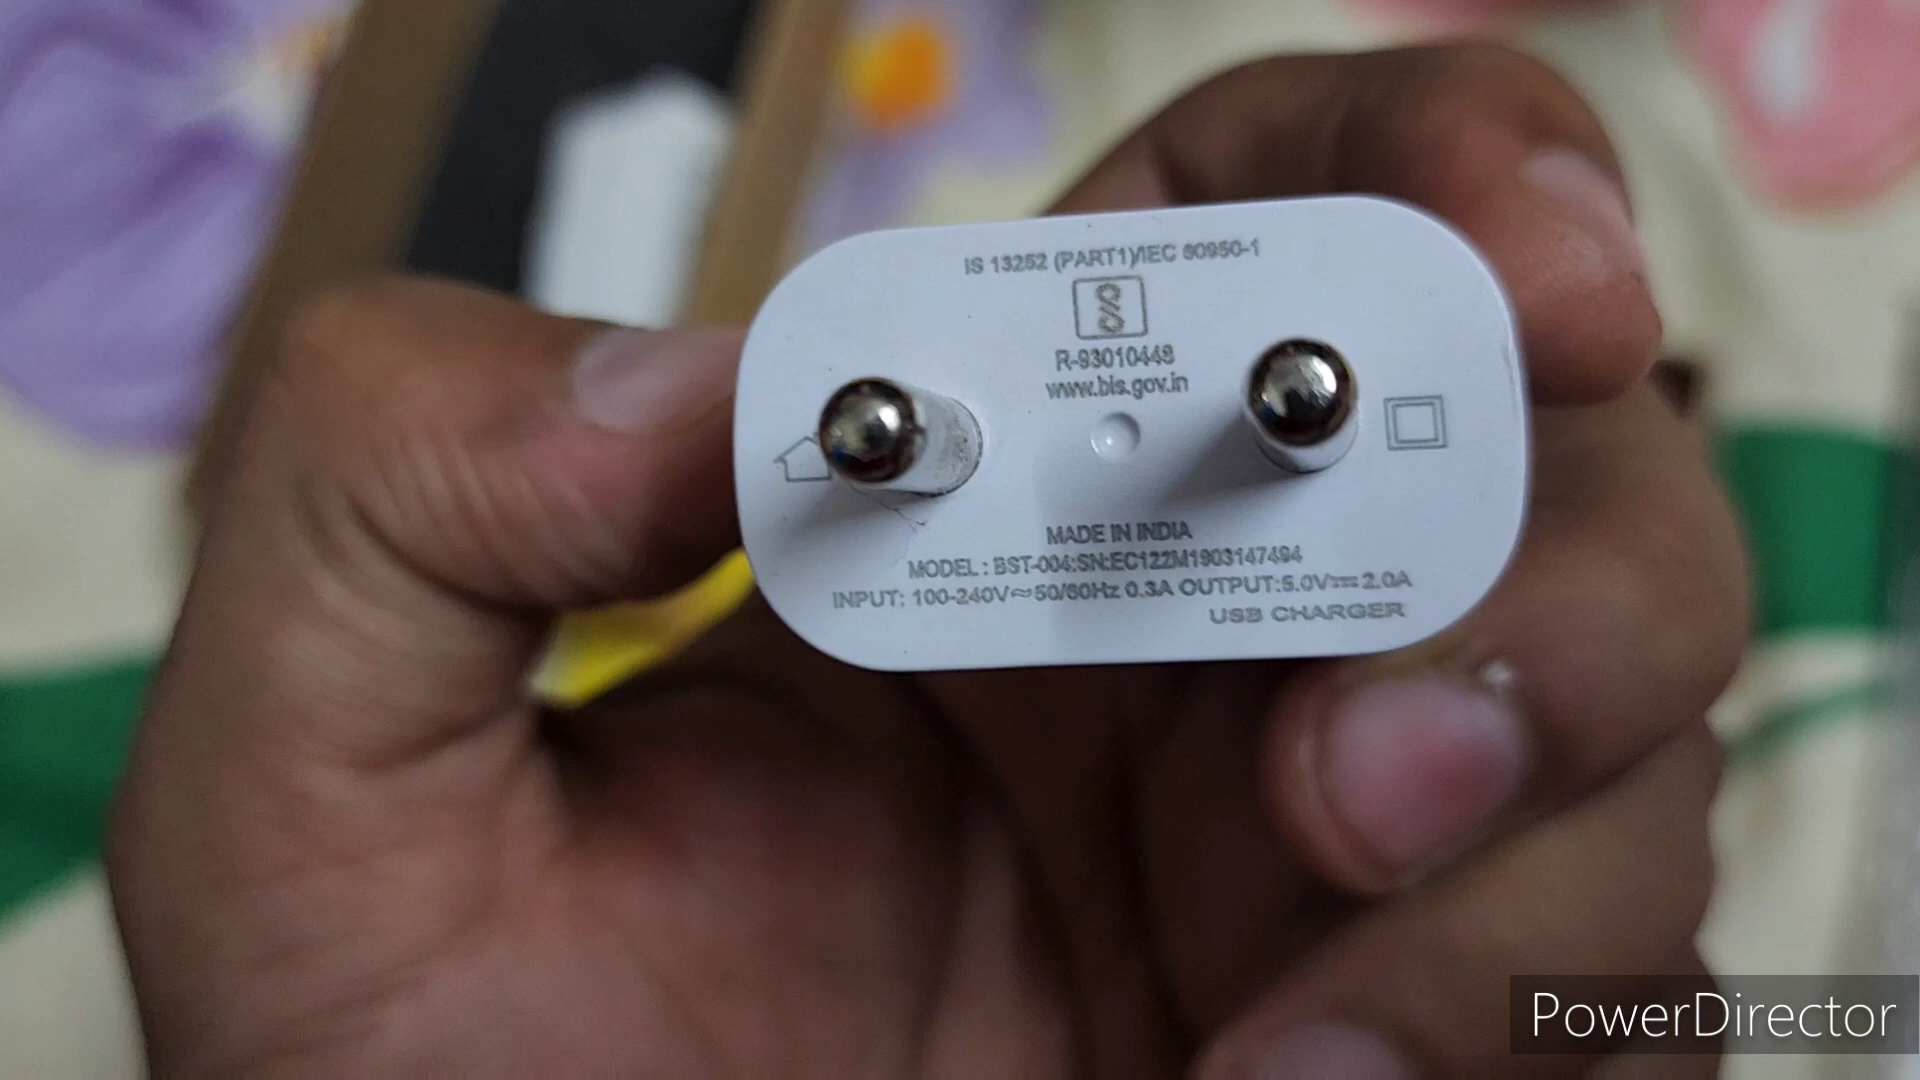 IS 13252 (PART1)/IEC 60950-1
R-93010448
www.bis.gov.in
MADE IN INDIA
MODEL : BST-004:SN:EC122M1903147494
INPUT: 100-240V≂50/60Hz 0.3A OUTPUT:5.0V⎓2.0A
USB CHARGER
PowerDirector